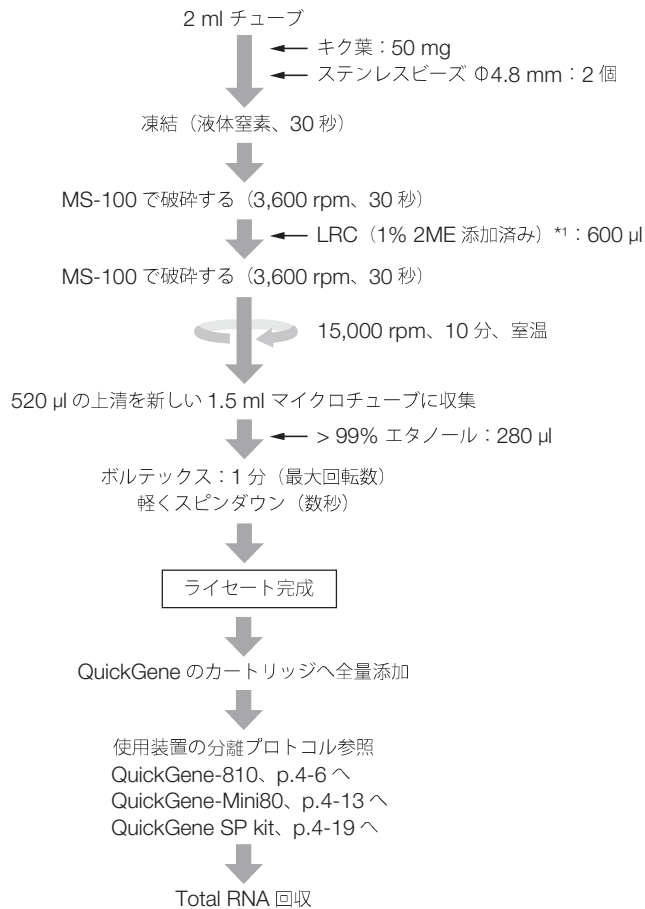 2 ml チューブ
キク葉：50 mg
ステンレスビーズ Φ4.8 mm：2 個
凍結（液体窒素、30 秒）
MS-100 で破砕する（3,600 rpm、30 秒）
LRC（1% 2ME 添加済み）*1：600 µl
MS-100 で破砕する（3,600 rpm、30 秒）
15,000 rpm、10 分、室温
520 µl の上清を新しい 1.5 ml マイクロチューブに収集
> 99% エタノール：280 µl
ボルテックス：1 分（最大回転数）
軽くスピンダウン（数秒）
ライセート完成
QuickGene のカートリッジへ全量添加
使用装置の分離プロトコル参照
QuickGene-810、p.4-6 へ
QuickGene-Mini80、p.4-13 へ
QuickGene SP kit、p.4-19 へ
Total RNA 回収